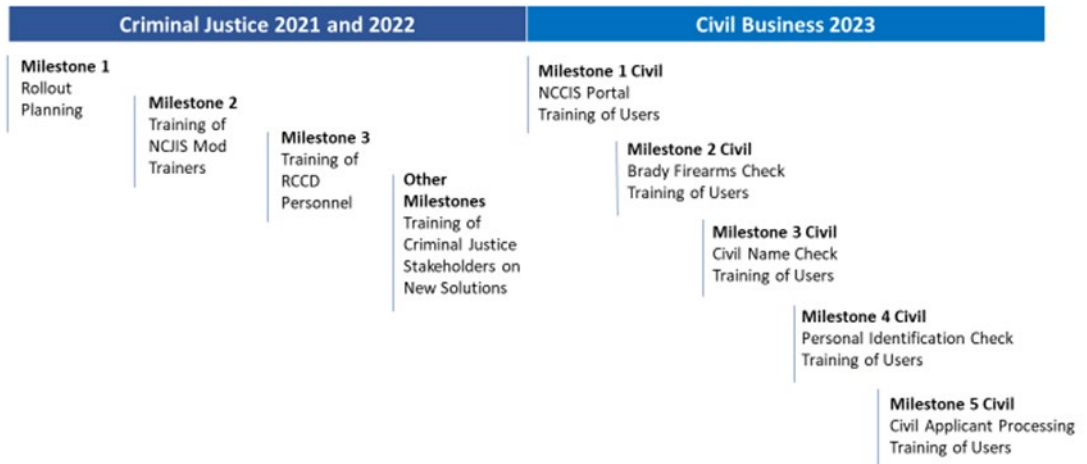 Criminal Justice 2021 and 2022
Civil Business 2023
Milestone 1
Rollout
Planning
Milestone 2
Training of
NCJIS Mod
Trainers
Milestone 3
Training of
RCCD
Personnel
Other
Milestones
Training of
Criminal Justice
Stakeholders on
New Solutions
Milestone 1 Civil
NCCIS Portal
Training of Users
Milestone 2 Civil
Brady Firearms Check
Training of Users
Milestone 3 Civil
Civil Name Check
Training of Users
Milestone 4 Civil
Personal Identification Check
Training of Users
Milestone 5 Civil
Civil Applicant Processing
Training of Users